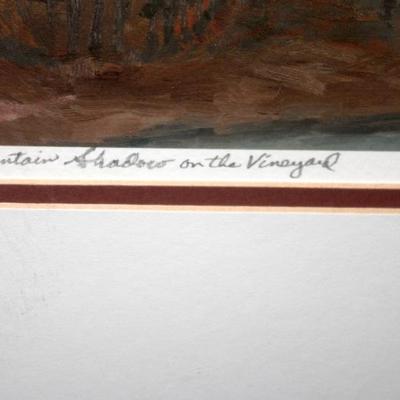 ntain Shadow on the Vineyard